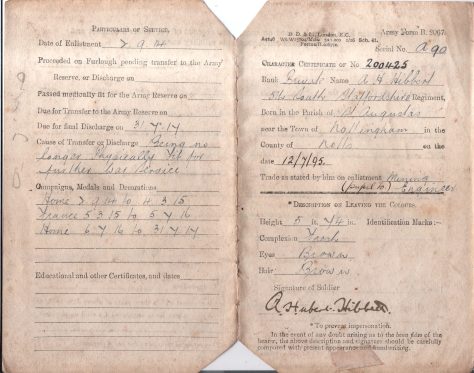 PARTICULARS OF SERVICE.
Date of Enlistment 7 9 14
Proceeded on Furlough pending transfer to the Army
Reserve, or Discharge on
Passed medically fit for the Army Reserve on
Due for Transfer to the Army Reserve on
Due for final Discharge on 31 7 17
Cause of Transfer or Discharge Being no
longer Physically fit for
further War Service
Campaigns, Medals and Decorations
Home 7 9 14 to 4 3 15
France 5 3 15 to 5 7 16
Home 6 7 16 to 31 7 17
Educational and other Certificates, and dates
D. D. & L., London, E.C.
Army Form B. 2067.
Serial No. A90
CHARACTER CERTIFICATE OF No 200425
Rank Private Name A H Hibbert
5th South Staffordshire Regiment,
Born in the Parish of St Augustas
near the Town of Nottingham in the
County of Notts on the
date 12/7/95.
Trade as stated by him on enlistment Mining
(pupil to) Engineer
*DESCRIPTION ON LEAVING THE COLOURS.
Height 5 ft. 7¼ in. Identification Marks:—
Complexion Fresh
Eyes Brown
Hair Brown
Signature of Soldier
A Hubert Hibbert
*To prevent impersonation.
In the event of any doubt arising as to the bona fides of the
bearer, the above description and signature should be carefully
compared with present appearance and handwriting.